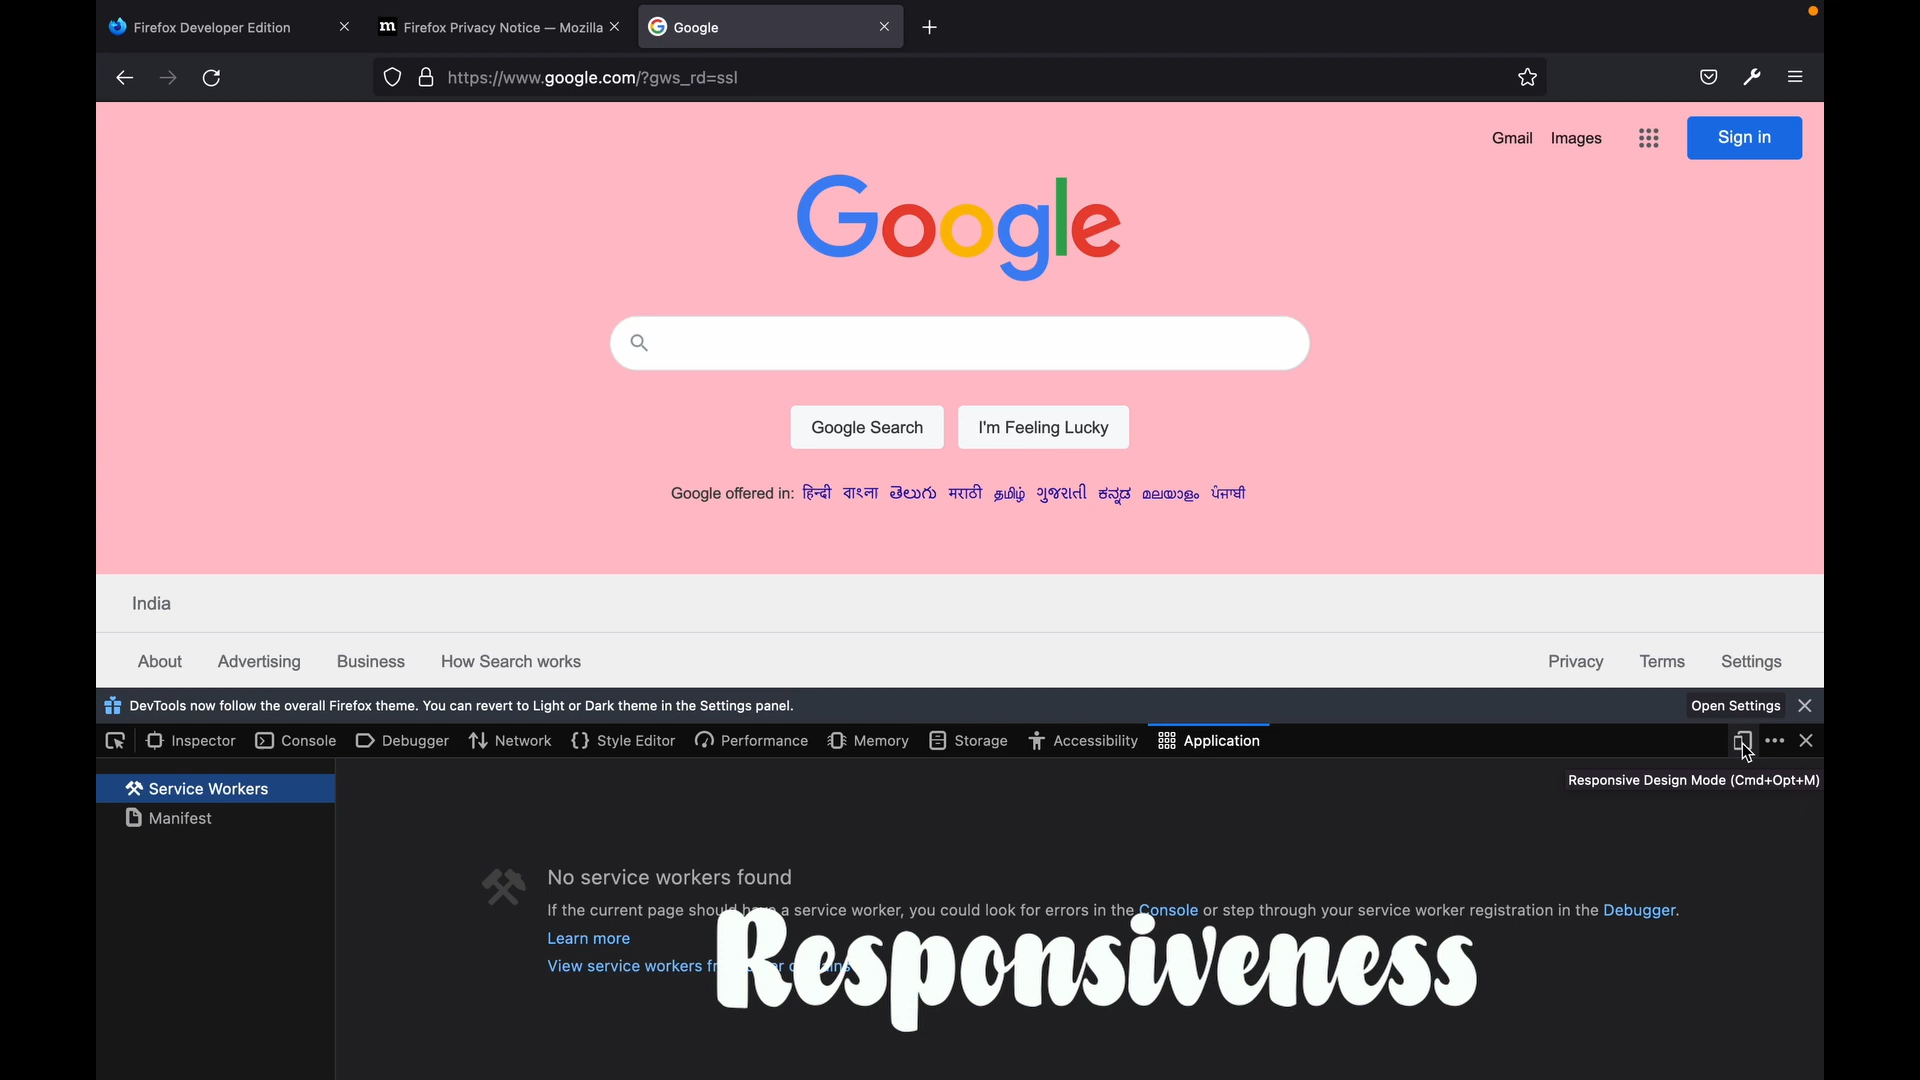 Firefox Developer Edition
Firefox Privacy Notice — Mozilla
Google
https://www.google.com/?gws_rd=ssl
Gmail Images Sign in
Google
Google Search I'm Feeling Lucky
Google offered in: हिन्दी বাংলা తెలుగు मराठी தமிழ் ગુજરાતી ಕನ್ನಡ മലയാളം ਪੰਜਾਬੀ
India
About Advertising Business How Search works Privacy Terms Settings
DevTools now follow the overall Firefox theme. You can revert to Light or Dark theme in the Settings panel. Open Settings
Inspector Console Debugger Network Style Editor Performance Memory Storage Accessibility Application
Responsive Design Mode (Cmd+Opt+M)
Service Workers
Manifest
No service workers found
If the current page should have a service worker, you could look for errors in the Console or step through your service worker registration in the Debugger.
Learn more
View service workers
Responsiveness